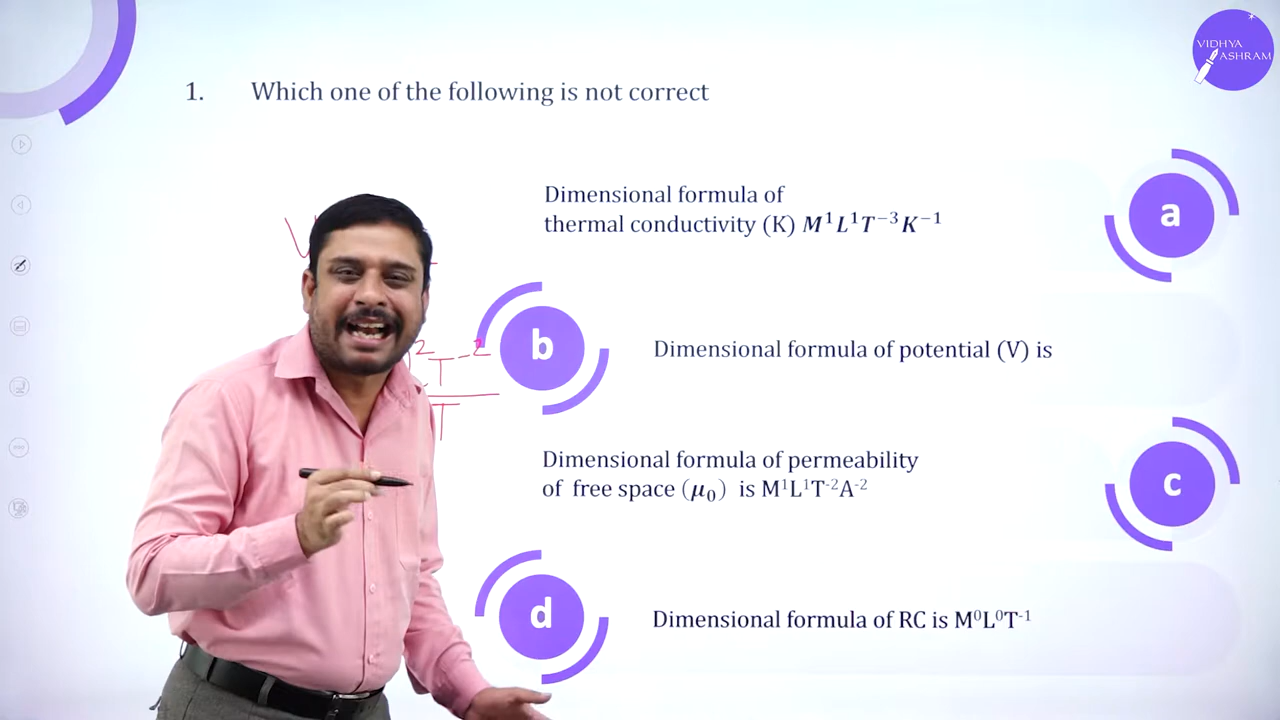 VIDHYA
ASHRAM
1. Which one of the following is not correct
Dimensional formula of
thermal conductivity (K) M¹L¹T⁻³K⁻¹
a
b
Dimensional formula of potential (V) is
Dimensional formula of permeability
of free space (μ₀) is M¹L¹T⁻²A⁻²
c
d
Dimensional formula of RC is M⁰L⁰T⁻¹
V
²T⁻²
T